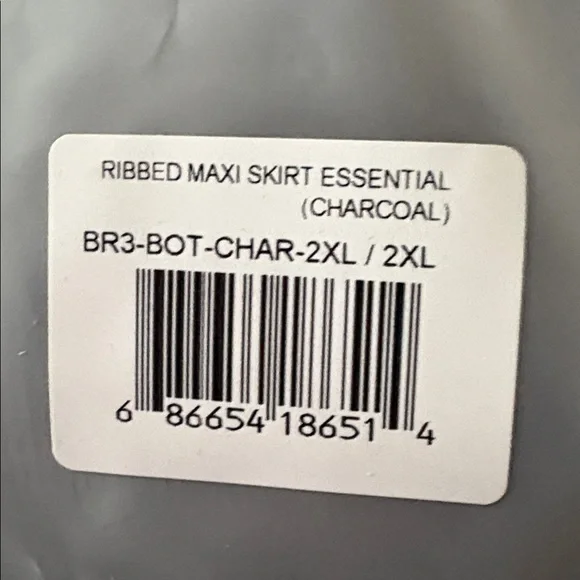 RIBBED MAXI SKIRT ESSENTIAL
(CHARCOAL)
BR3-BOT-CHAR-2XL / 2XL
6 86654 18651 4